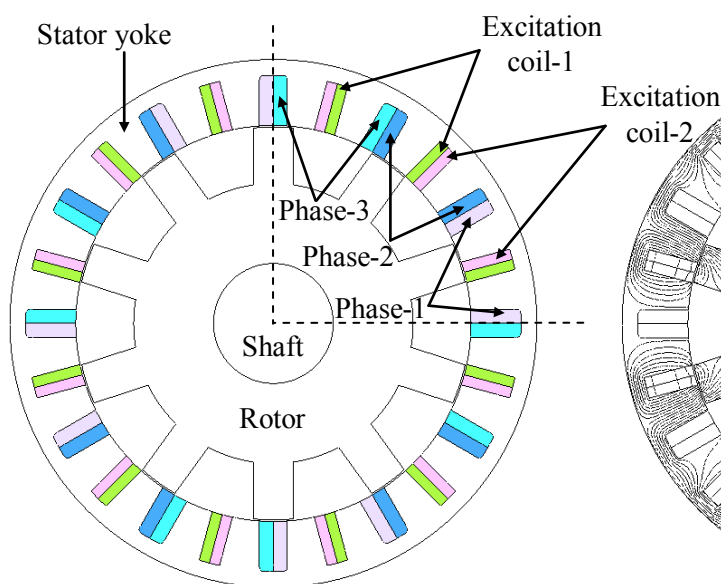 Stator yoke
Excitation
coil-1
Excitation
coil-2
Phase-3
Phase-2
Phase-1
Shaft
Rotor